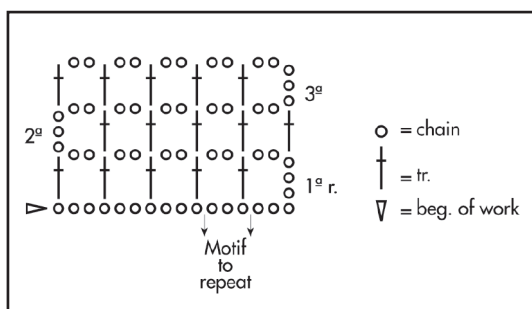 3ª
2ª
1ª r.
Motif
to
repeat
= chain
= tr.
= beg. of work